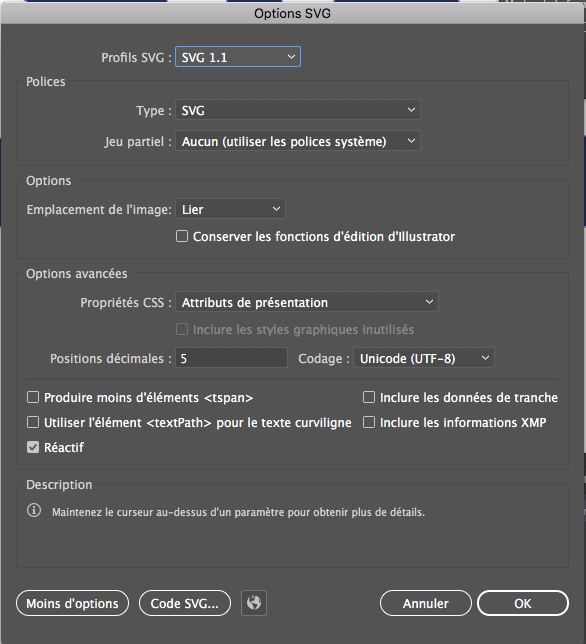 Options SVG
Profils SVG : SVG 1.1
Polices
Type : SVG
Jeu partiel : Aucun (utiliser les polices système)
Options
Emplacement de l'image: Lier
Conserver les fonctions d'édition d'Illustrator
Options avancées
Propriétés CSS : Attributs de présentation
Inclure les styles graphiques inutilisés
Positions décimales : 5 Codage : Unicode (UTF-8)
Produire moins d'éléments <tspan> Inclure les données de tranche
Utiliser l'élément <textPath> pour le texte curviligne Inclure les informations XMP
Réactif
Description
Maintenez le curseur au-dessus d'un paramètre pour obtenir plus de détails.
Moins d'options Code SVG... Annuler OK